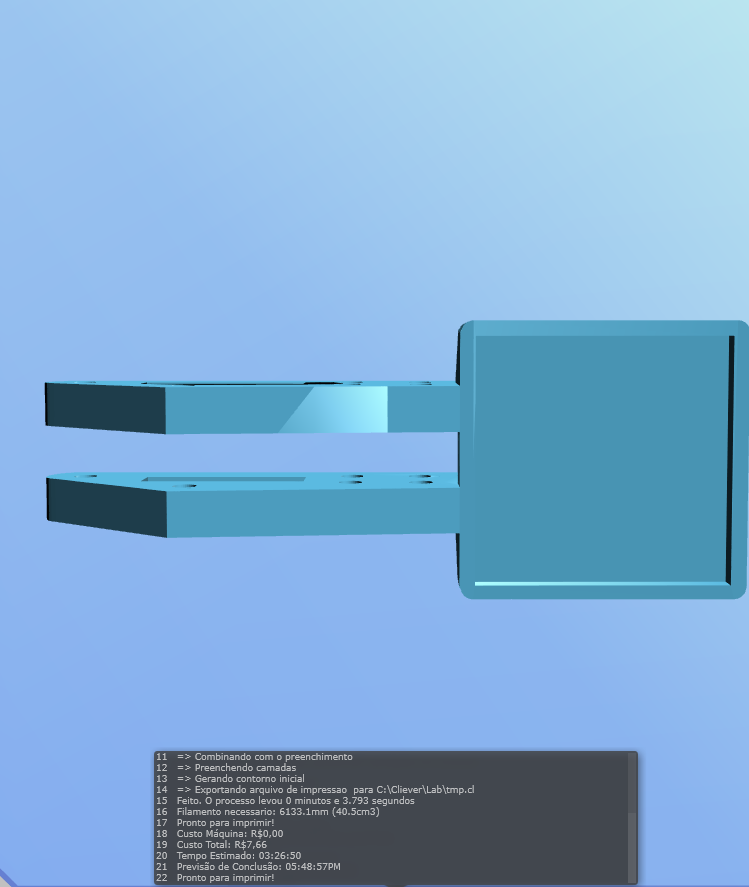 11 => Combinando com o preenchimento
12 => Preenchendo camadas
13 => Gerando contorno inicial
14 => Exportando arquivo de impressao para C:\Cliever\Lab\tmp.cl
15 Feito. O processo levou 0 minutos e 3.793 segundos
16 Filamento necessario: 6133.1mm (40.5cm3)
17 Pronto para imprimir!
18 Custo Máquina: R$0,00
19 Custo Total: R$7,66
20 Tempo Estimado: 03:26:50
21 Previsão de Conclusão: 05:48:57PM
22 Pronto para imprimir!